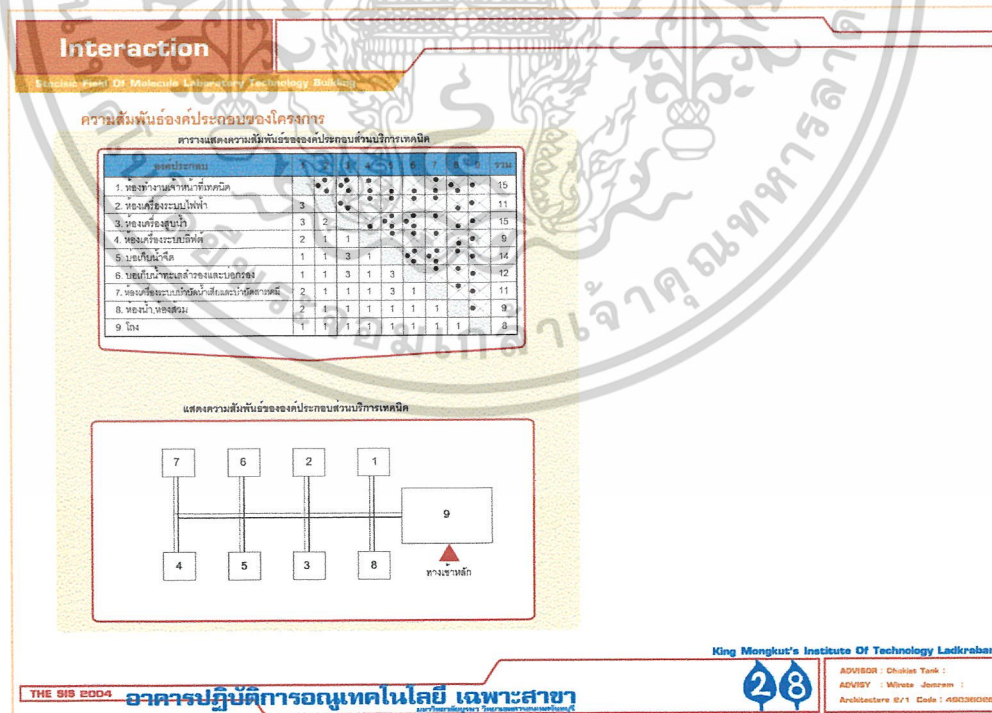 Interaction
Of Molecule Laboratory Technology Building
ความสัมพันธ์องค์ประกอบของโครงการ
ตารางแสดงความสัมพันธ์ขององค์ประกอบส่วนบริการเทคนิค
องค์ประกอบ 1 2 3 4 5 6 7 8 9 รวม
1. ห้องทำงานเจ้าหน้าที่เทคนิค 15
2. ห้องเครื่องระบบไฟฟ้า 3 11
3. ห้องเครื่องสูบน้ำ 3 2 15
4. ห้องเครื่องระบบลิฟต์ 2 1 1 9
5. บ่อเก็บน้ำจืด 1 1 3 1 14
6. บ่อเก็บน้ำทะเลสำรองและบ่อกรอง 1 1 3 1 3 12
7. ห้องเครื่องระบบบำบัดน้ำเสียและบำบัดสารเคมี 2 1 1 1 3 1 11
8. ห้องน้ำ,ห้องส้วม 2 1 1 1 1 1 1 9
9. โถง 1 1 1 1 1 1 1 1 8
แสดงความสัมพันธ์ขององค์ประกอบส่วนบริการเทคนิค
7 6 2 1
9
4 5 3 8
ทางเข้าหลัก
King Mongkut's Institute Of Technology Ladkraban
THE SIS 2004
อาคารปฏิบัติการอณูเทคโนโลยี เฉพาะสาขา
28
ADVISOR : Chukiat Tank :
ADVISY : Wirote Jomram :
Architecture 2/1 Code :